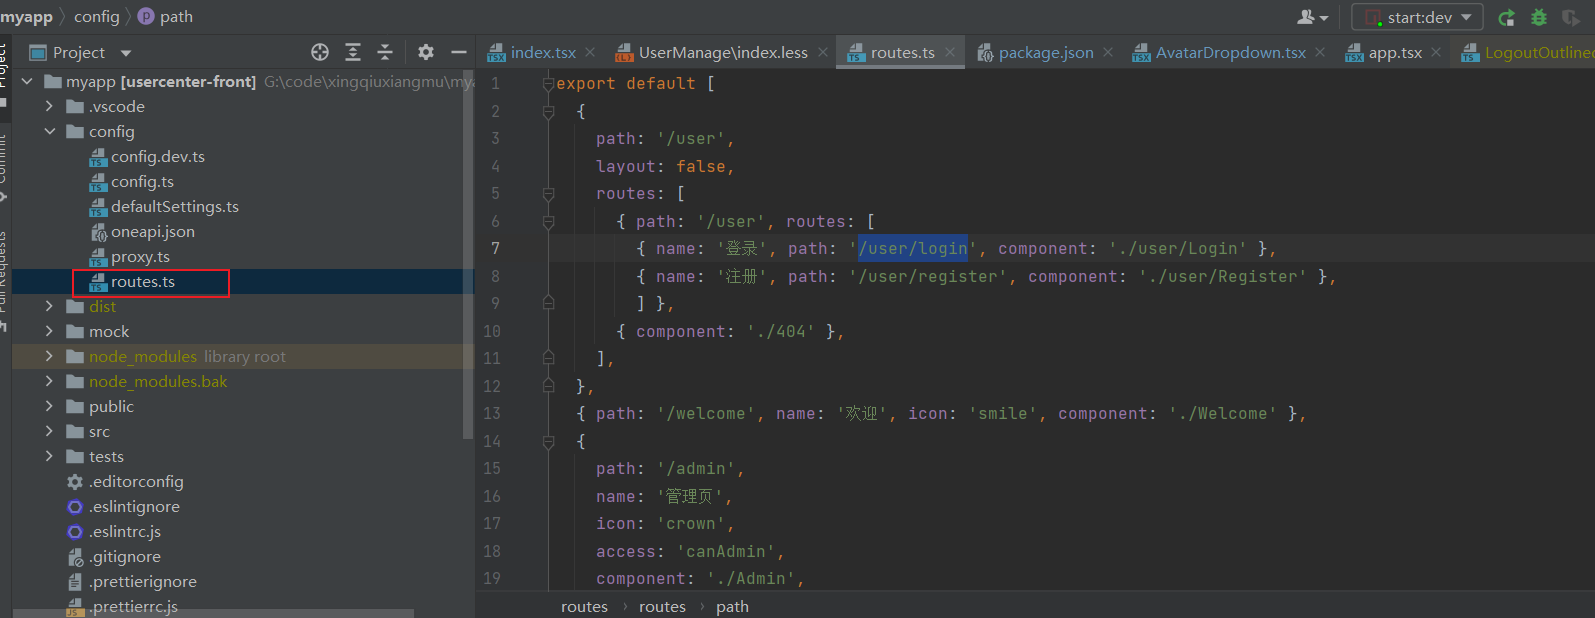 myapp config path
start:dev
Project
index.tsx UserManage\index.less routes.ts package.json AvatarDropdown.tsx app.tsx LogoutOutline
Project
Commit
Pull Requests
myapp [usercenter-front] G:\code\xingqiuxiangmu\mya
.vscode
config
config.dev.ts
config.ts
defaultSettings.ts
oneapi.json
proxy.ts
routes.ts
dist
mock
node_modules library root
node_modules.bak
public
src
tests
.editorconfig
.eslintignore
.eslintrc.js
.gitignore
.prettierignore
.prettierrc.js
1 export default [
2 {
3 path: '/user',
4 layout: false,
5 routes: [
6 { path: '/user', routes: [
7 { name: '登录', path: '/user/login', component: './user/Login' },
8 { name: '注册', path: '/user/register', component: './user/Register' },
9 ] },
10 { component: './404' },
11 ],
12 },
13 { path: '/welcome', name: '欢迎', icon: 'smile', component: './Welcome' },
14 {
15 path: '/admin',
16 name: '管理页',
17 icon: 'crown',
18 access: 'canAdmin',
19 component: './Admin',
routes › routes › path